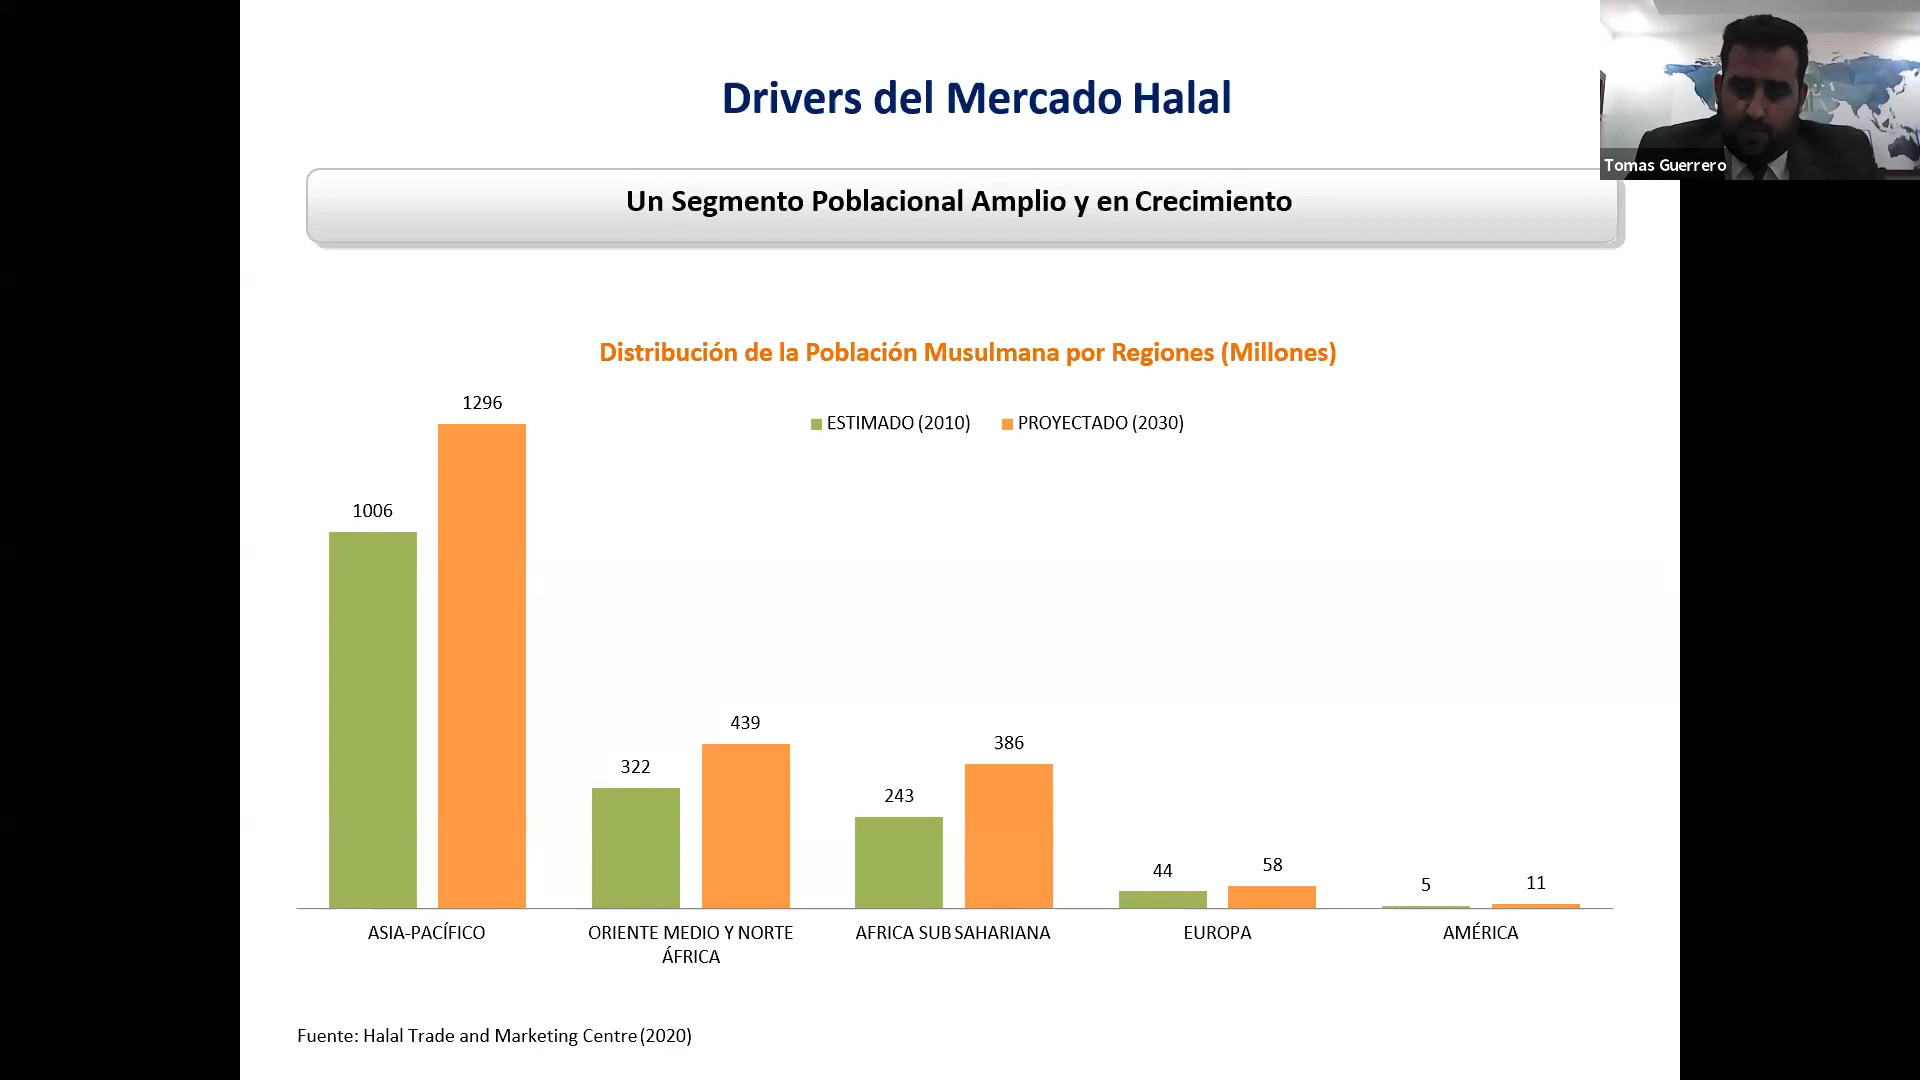 Drivers del Mercado Halal
Tomas Guerrero
Un Segmento Poblacional Amplio y en Crecimiento
Distribución de la Población Musulmana por Regiones (Millones)
ESTIMADO (2010) PROYECTADO (2030)
1296
1006
439
322
386
243
44
58
5
11
ASIA-PACÍFICO
ORIENTE MEDIO Y NORTE
ÁFRICA
AFRICA SUB SAHARIANA
EUROPA
AMÉRICA
Fuente: Halal Trade and Marketing Centre (2020)